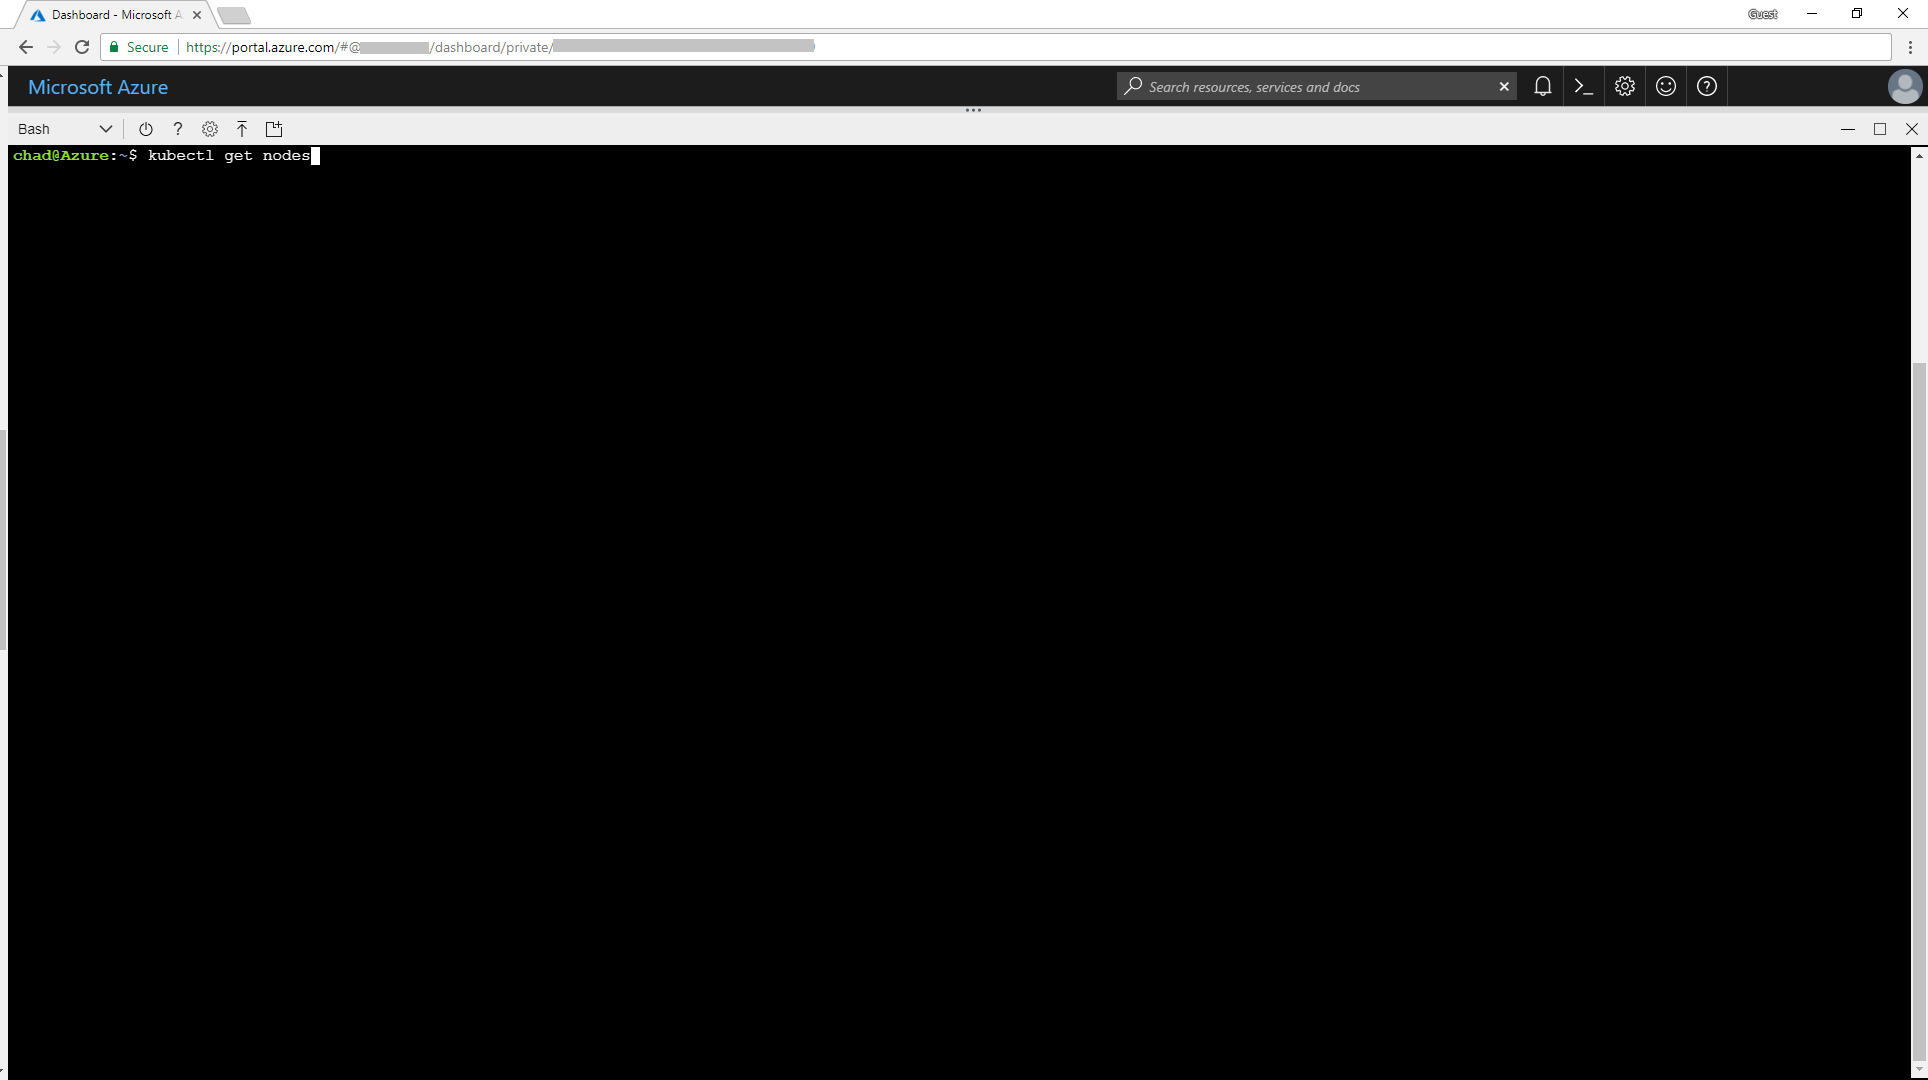 Dashboard - Microsoft A
Guest
Secure
https://portal.azure.com/#@
/dashboard/private/
Microsoft Azure
Search resources, services and docs
Bash
chad@Azure:~$ kubectl get nodes